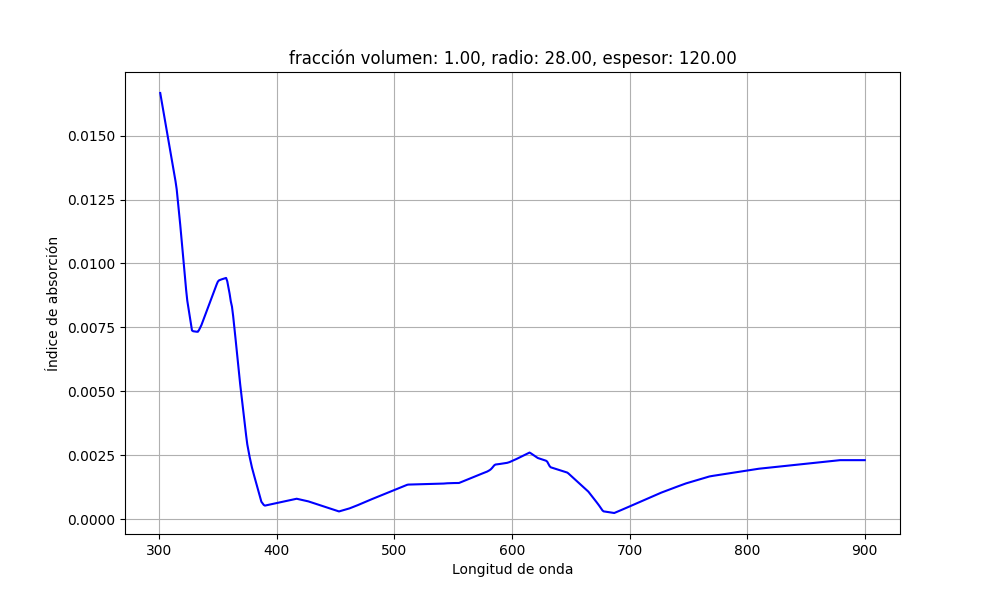 fracción volumen: 1.00, radio: 28.00, espesor: 120.00
Índice de absorción
0.0150
0.0125
0.0100
0.0075
0.0050
0.0025
0.0000
300 400 500 600 700 800 900
Longitud de onda